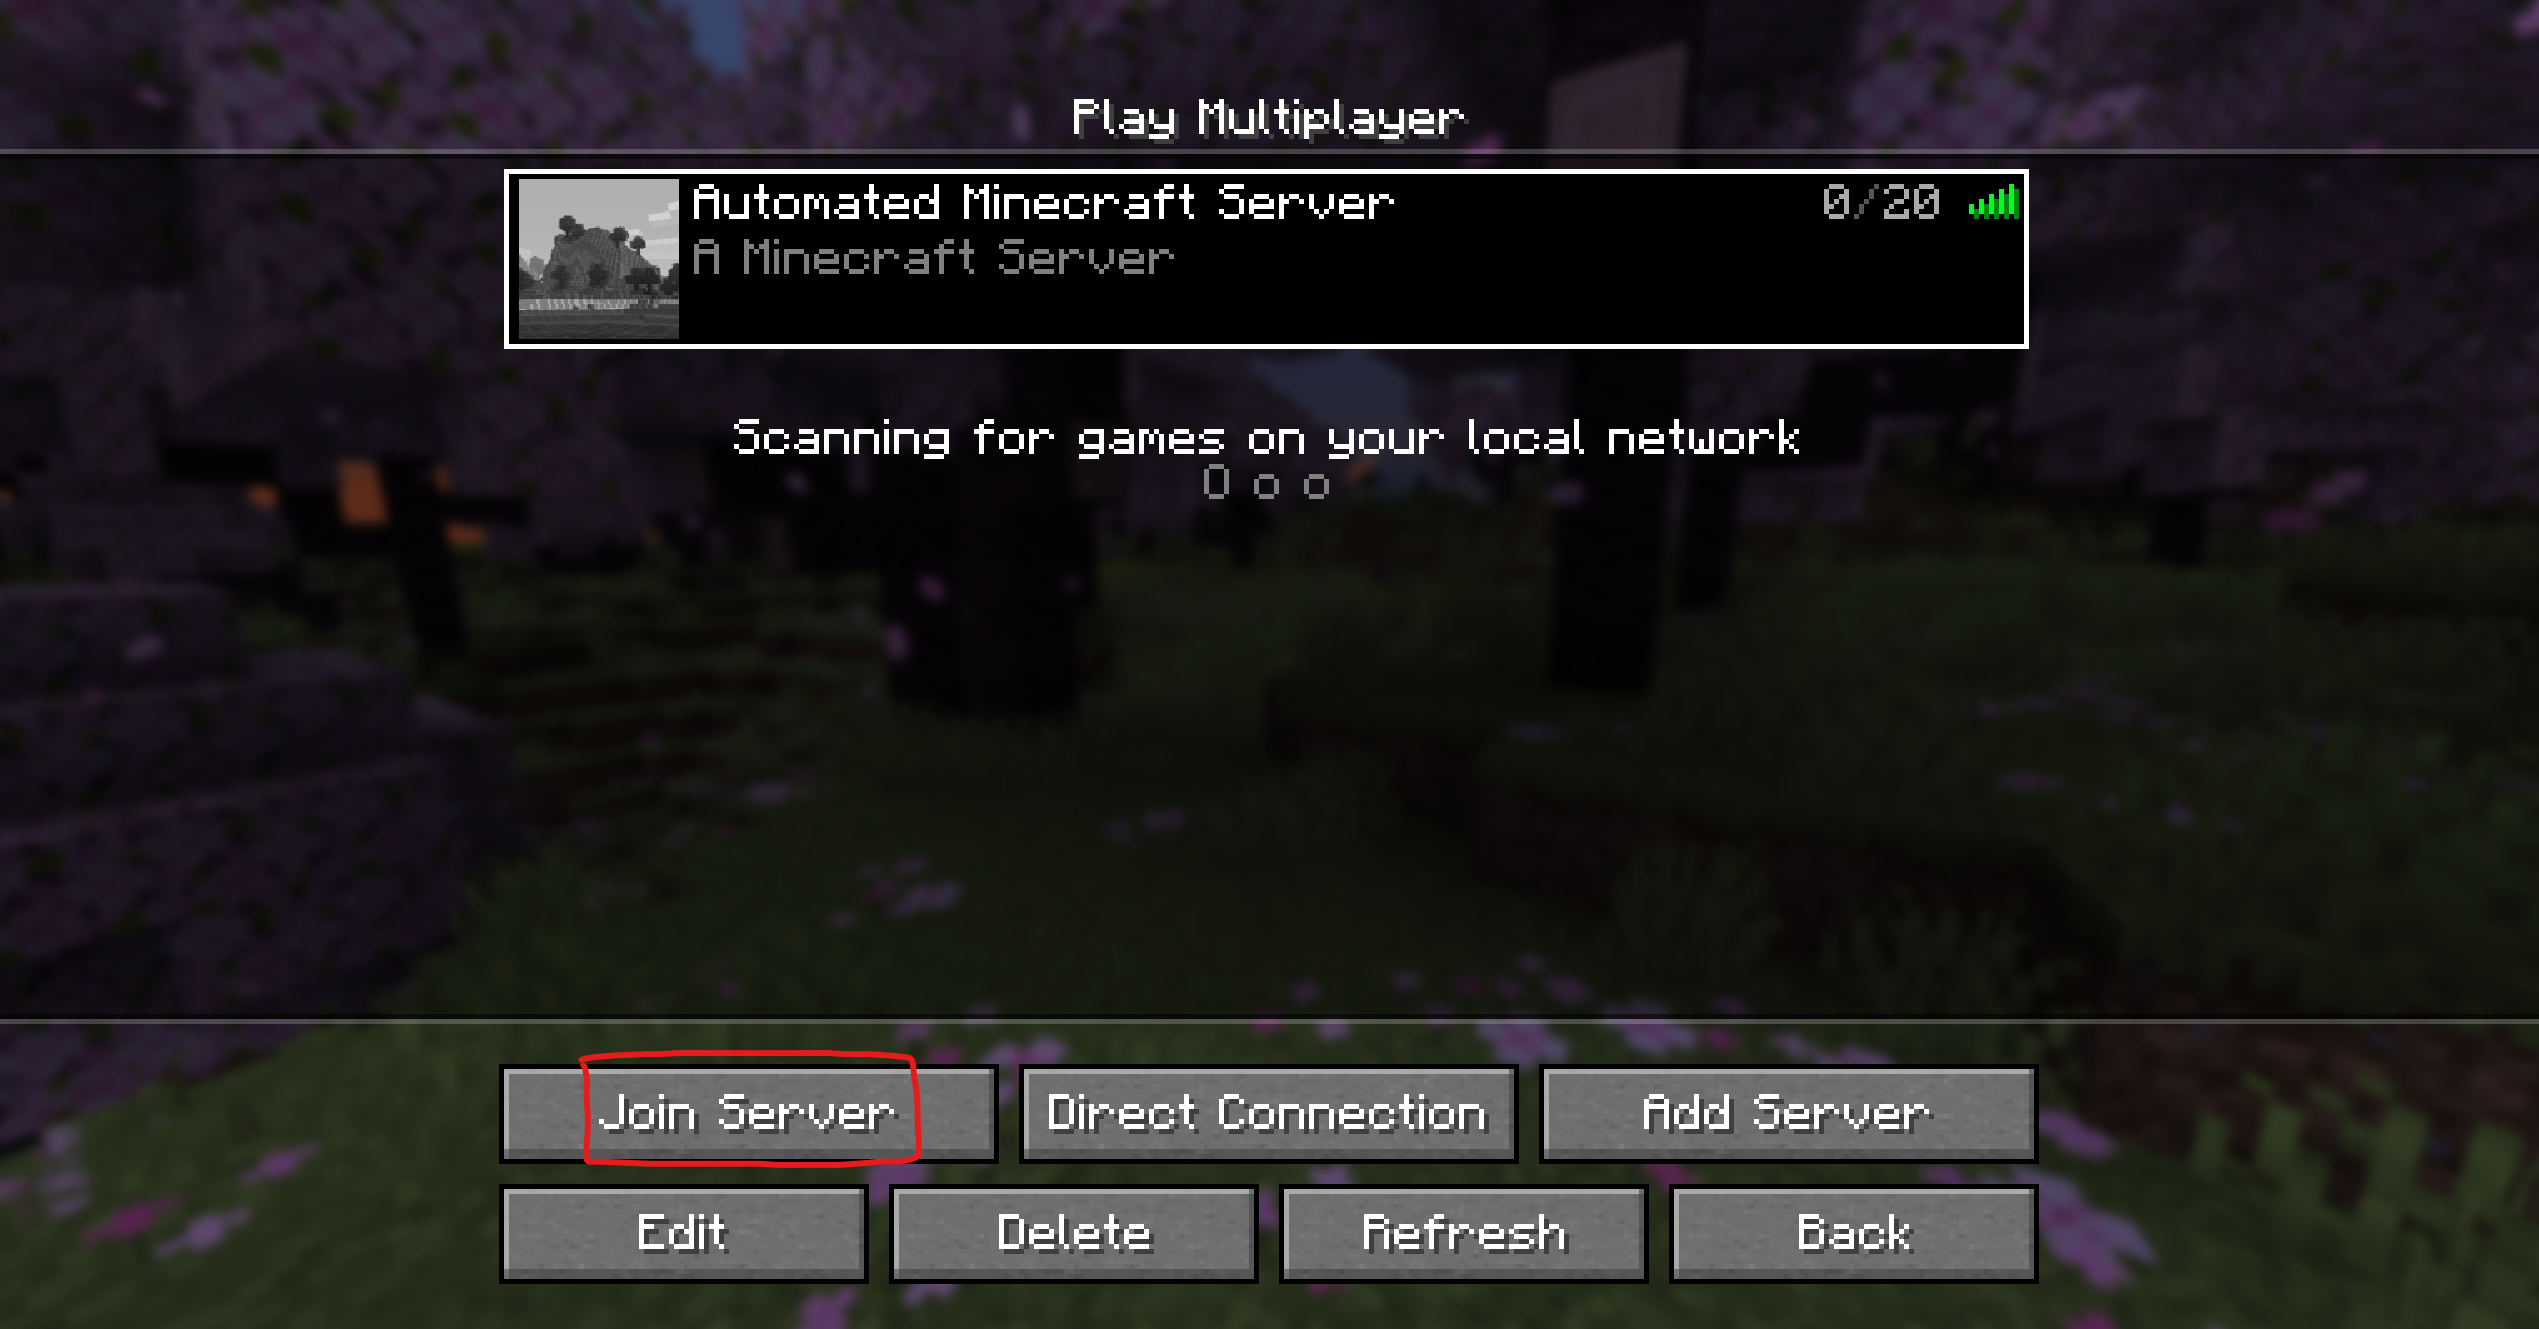 Play Multiplayer
Automated Minecraft Server 0/20
A Minecraft Server
Scanning for games on your local network
O o o
Join Server Direct Connection Add Server
Edit Delete Refresh Back